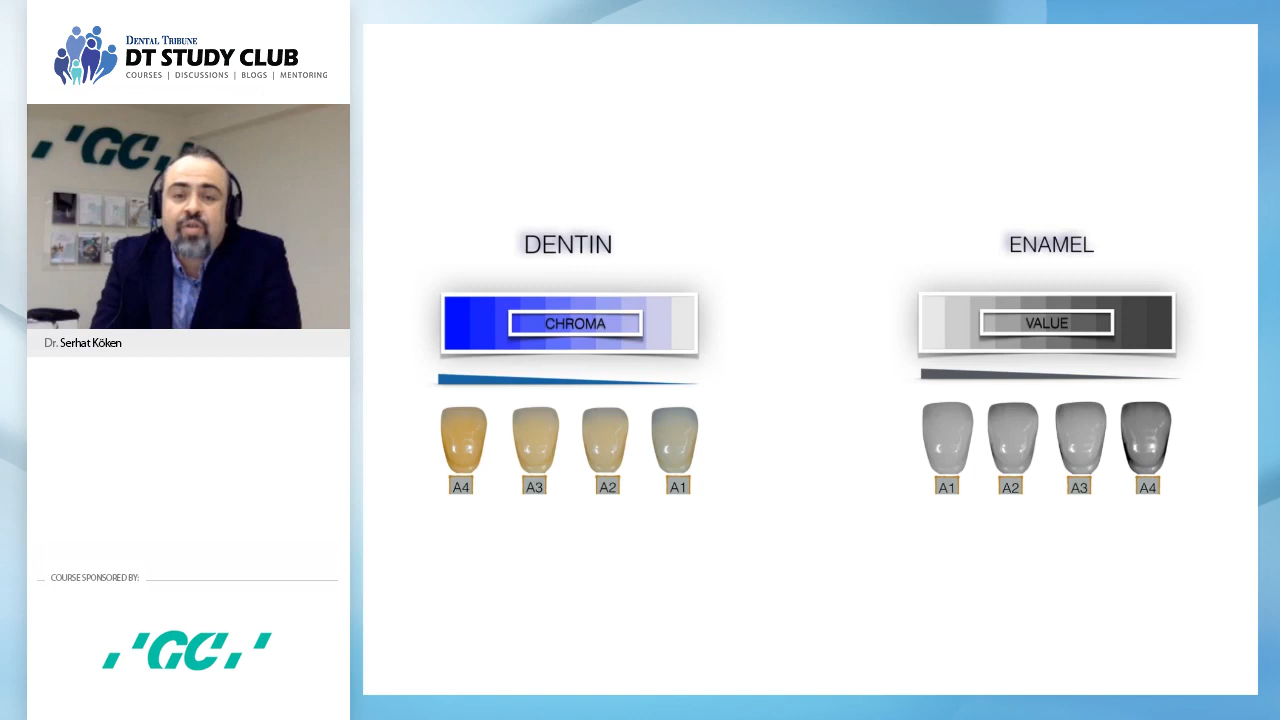 DENTAL TRIBUNE
DT STUDY CLUB
COURSES | DISCUSSIONS | BLOGS | MENTORING
GC
Dr. Serhat Köken
COURSE SPONSORED BY:
GC
DENTIN
CHROMA
A4 A3 A2 A1
ENAMEL
VALUE
A1 A2 A3 A4